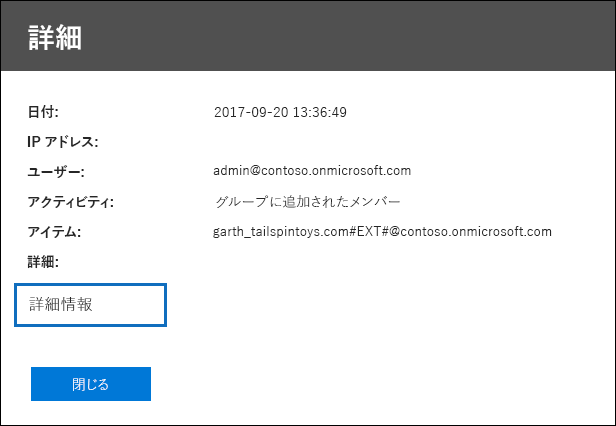 詳細
日付: 2017-09-20 13:36:49
IP アドレス:
ユーザー: admin@contoso.onmicrosoft.com
アクティビティ: グループに追加されたメンバー
アイテム: garth_tailspintoys.com#EXT#@contoso.onmicrosoft.com
詳細:
詳細情報
閉じる